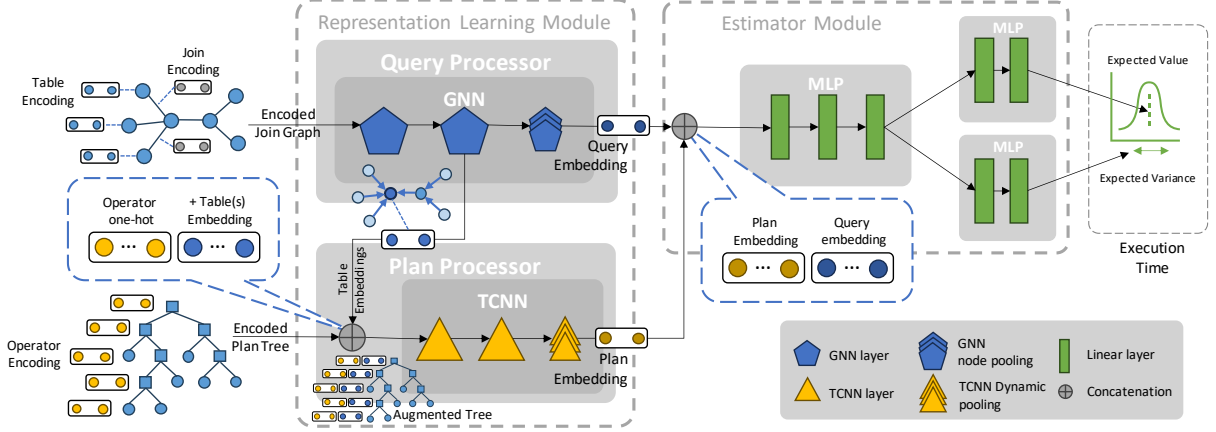 Representation Learning Module
Estimator Module
Join
Encoding
Table
Encoding
Query Processor
GNN
Encoded
Join Graph
Query
Embedding
MLP
MLP
MLP
Expected Value
Expected Variance
Execution
Time
Operator
one-hot
+ Table(s)
Embedding
...
...
Table
Embeddings
Plan Processor
TCNN
Plan
Embedding
Query
embedding
...
...
Operator Encoding
Encoded
Plan Tree
Plan
Embedding
Augmented Tree
GNN layer
GNN
node pooling
Linear layer
TCNN layer
TCNN Dynamic
pooling
Concatenation